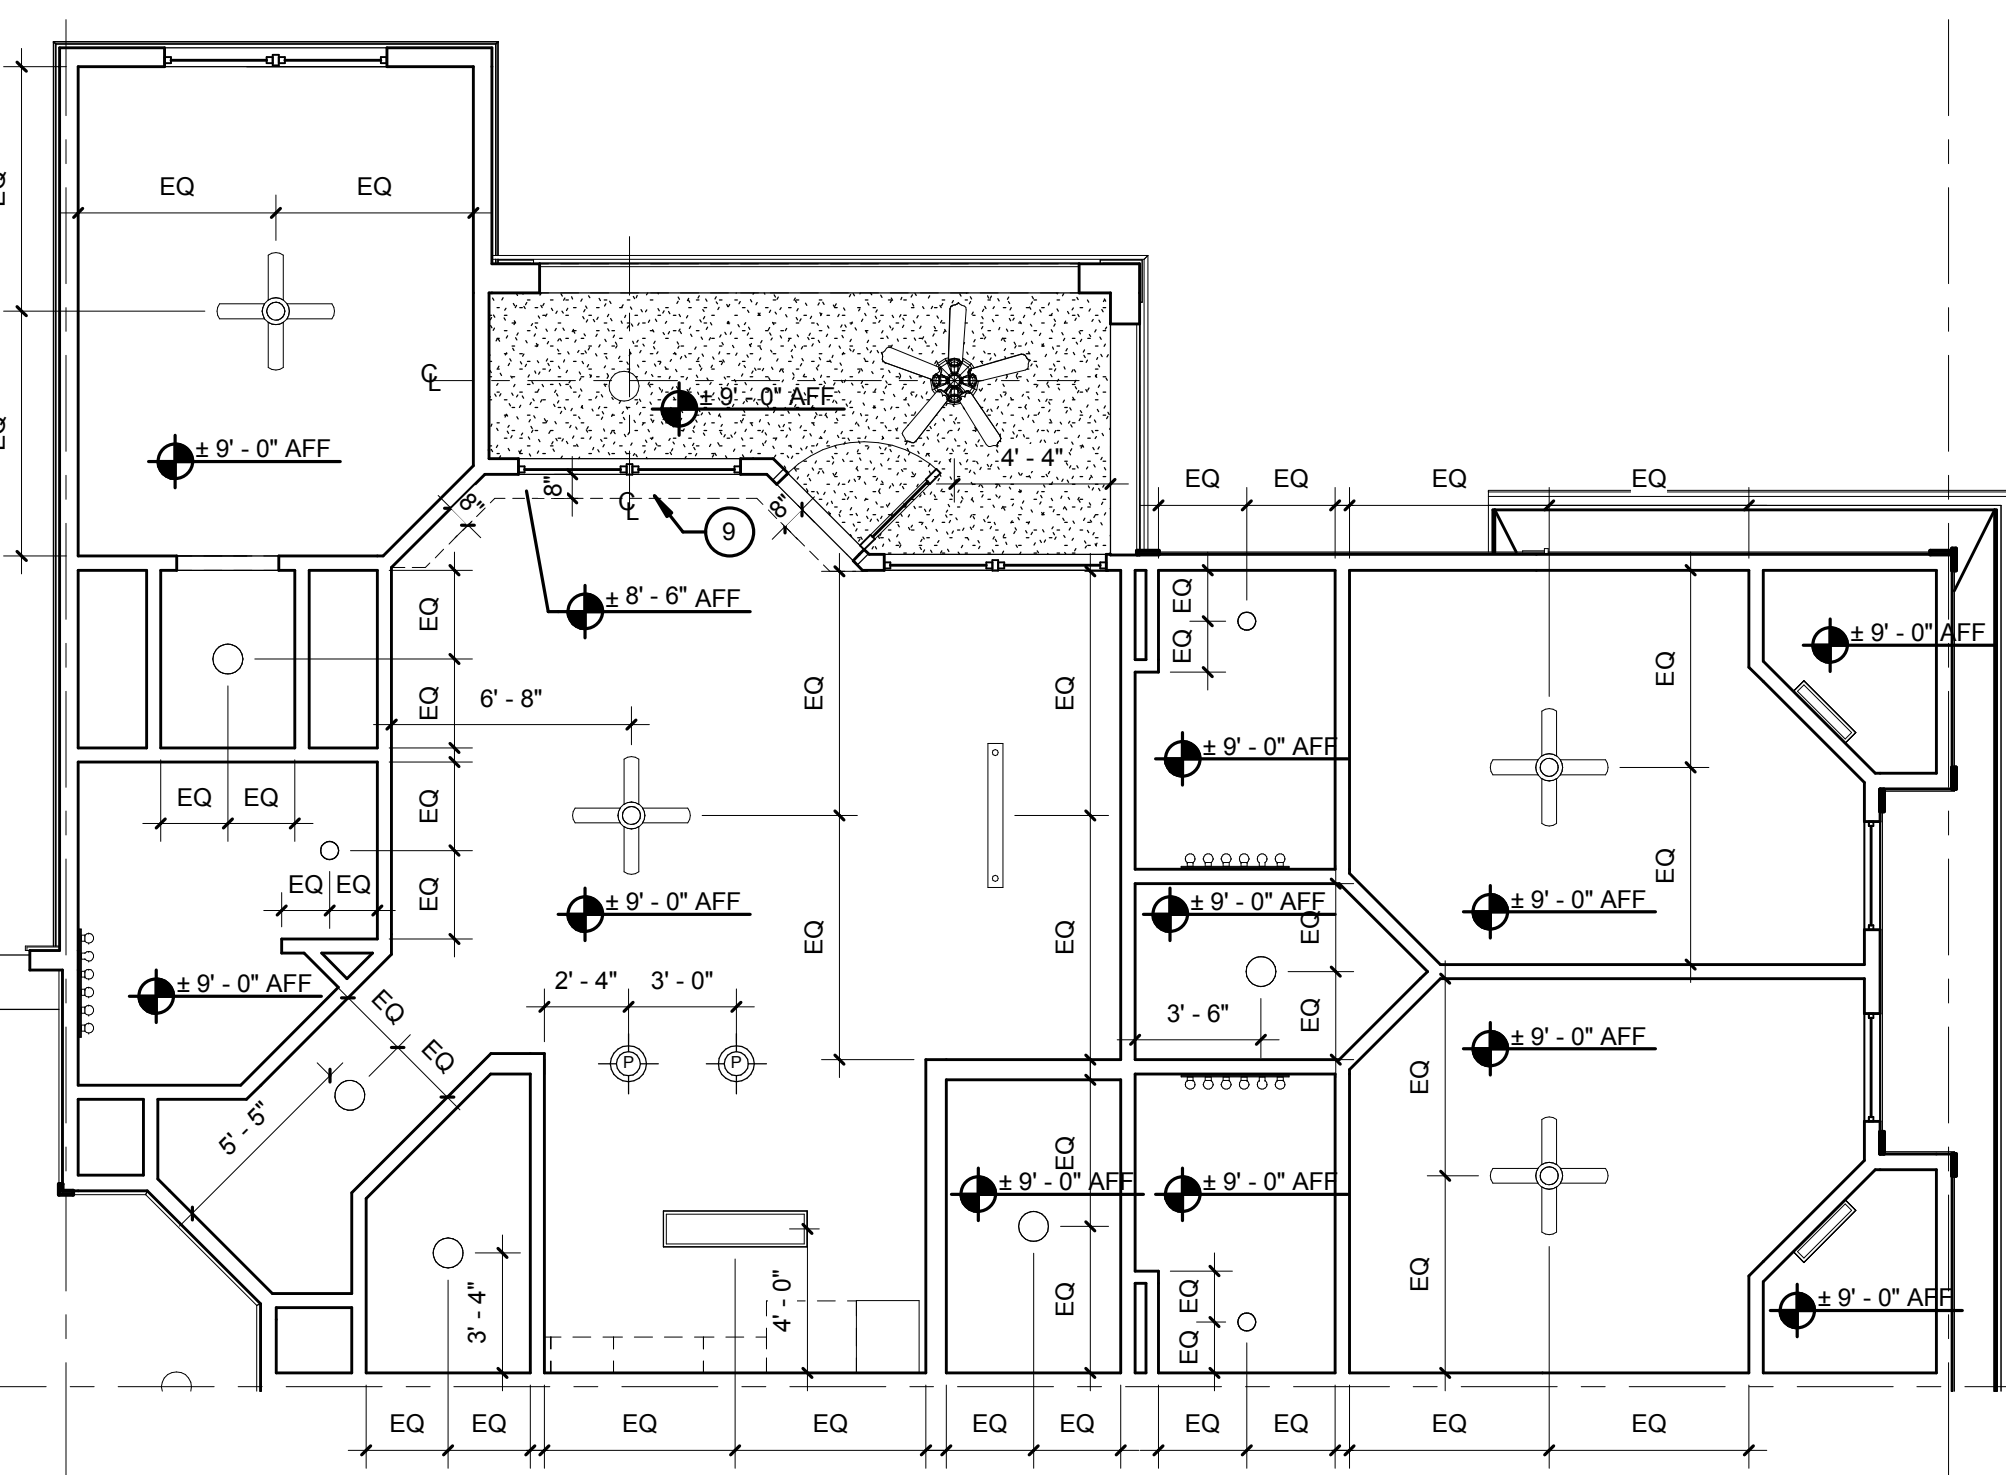 EQ
EQ EQ
EQ
± 9' - 0" AFF
± 9' - 0" AFF
CL
4' - 4"
8"
8"
8"
CL
9
EQ EQ EQ EQ
± 8' - 6" AFF
EQ
EQ
6' - 8"
EQ
EQ
EQ
EQ
EQ
EQ
± 9' - 0" AFF
± 9' - 0" AFF
EQ EQ
EQ EQ
EQ
EQ
± 9' - 0" AFF
EQ
EQ
± 9' - 0" AFF
EQ
± 9' - 0" AFF
EQ
± 9' - 0" AFF
2' - 4" 3' - 0"
EQ
EQ
3' - 6"
EQ
± 9' - 0" AFF
P P
EQ
5' - 5"
EQ
± 9' - 0" AFF
± 9' - 0" AFF
3' - 4"
4' - 0"
EQ
EQ
EQ
EQ
± 9' - 0" AFF
EQ EQ EQ EQ EQ EQ EQ EQ EQ EQ